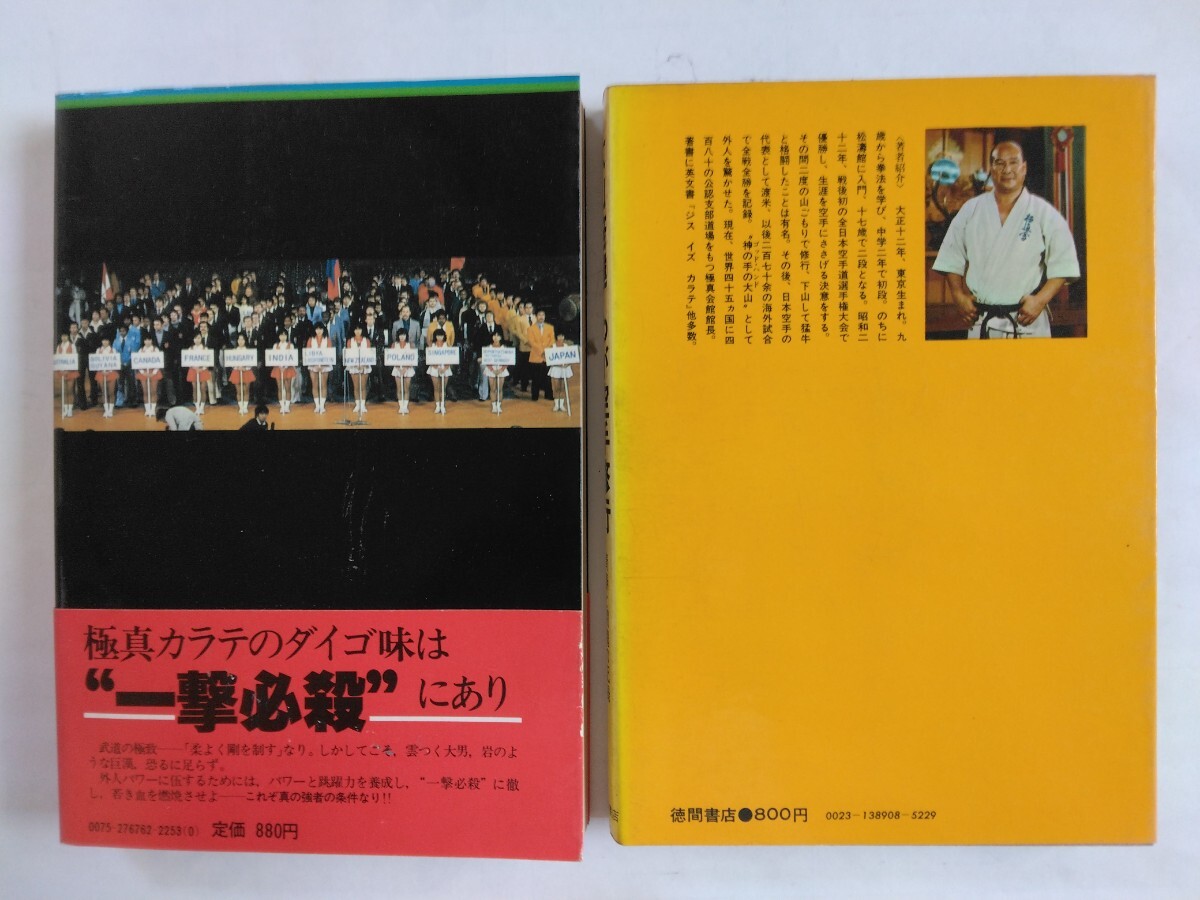 AUSTRALIA
BOLIVIA
GUYANA
CANADA
FRANCE
HUNGARY
INDIA
LIBYA
NEW ZEALAND
POLAND
SINGAPORE
JAPAN
極真カラテのダイゴ味は
“一撃必殺”にあり
武道の極致──「柔よく剛を制す」なり。しかしてこそ，雲つく大男，岩のよ
うな巨漢，恐るに足らず。
外人パワーに伍するためには，パワーと跳躍力を養成し，“一撃必殺”に徹
し，若き血を燃焼させよ──これぞ真の強者の条件なり!!
0075-276762-2253(0) 定価 880円
〈著者紹介〉 大正十二年、東京生まれ。九
歳から拳法を学び、中学二年で初段。のちに
松濤館に入門、十七歳で二段となる。昭和二
十二年、戦後初の全日本空手道選手権大会で
優勝し、生涯を空手にささげる決意をする。
その間二度の山ごもりで修行、下山して猛牛
と格闘したことは有名。その後、日本空手の
代表として渡米、以後二百七十余の海外試合
で全戦全勝を記録。〝神の手の大山〟として
外人を驚かせた。現在、世界四十五ヵ国に四
百八十の公認支部道場をもつ極真会館館長。
著書に英文書『ジス イズ カラテ』他多数。
ゴッドハンド
極真会
徳間書店●800円 0023-138908-5229